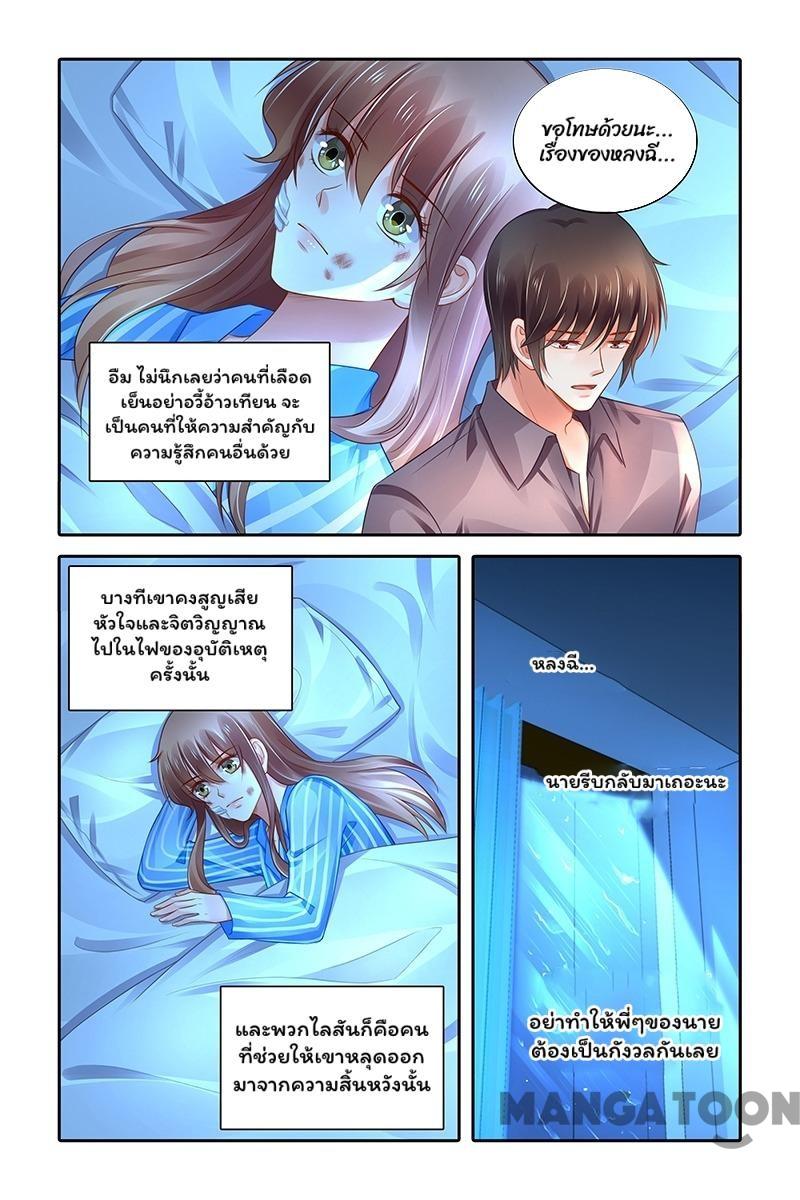 ขอโทษด้วยนะ...
เรื่องของหลงฉี...
อืม ไม่นึกเลยว่าคนที่เลือด
เย็นอย่าอวี้อ้าวเทียน จะ
เป็นคนที่ให้ความสำคัญกับ
ความรู้สึกคนอื่นด้วย
บางทีเขาคงสูญเสีย
หัวใจและจิตวิญญาณ
ไปในไฟของอุบัติเหตุ
ครั้งนั้น
และพวกไลสันก็คือคน
ที่ช่วยให้เขาหลุดออก
มาจากความสิ้นหวังนั้น
หลงฉี...
นายรีบกลับมาเถอะนะ
อย่าทำให้พี่ๆของนาย
ต้องเป็นกังวลกันเลย
MANGATOON